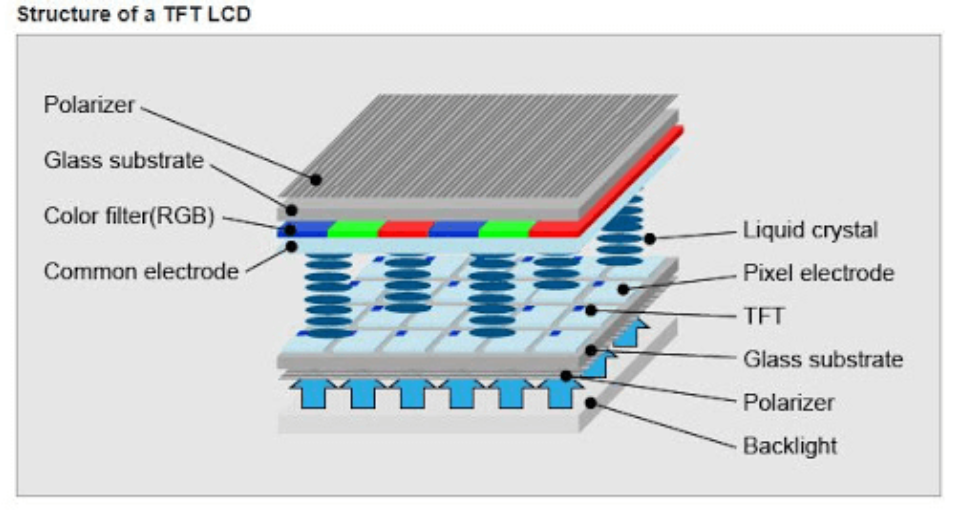 Structure of a TFT LCD
Polarizer
Glass substrate
Color filter(RGB)
Common electrode
Liquid crystal
Pixel electrode
TFT
Glass substrate
Polarizer
Backlight